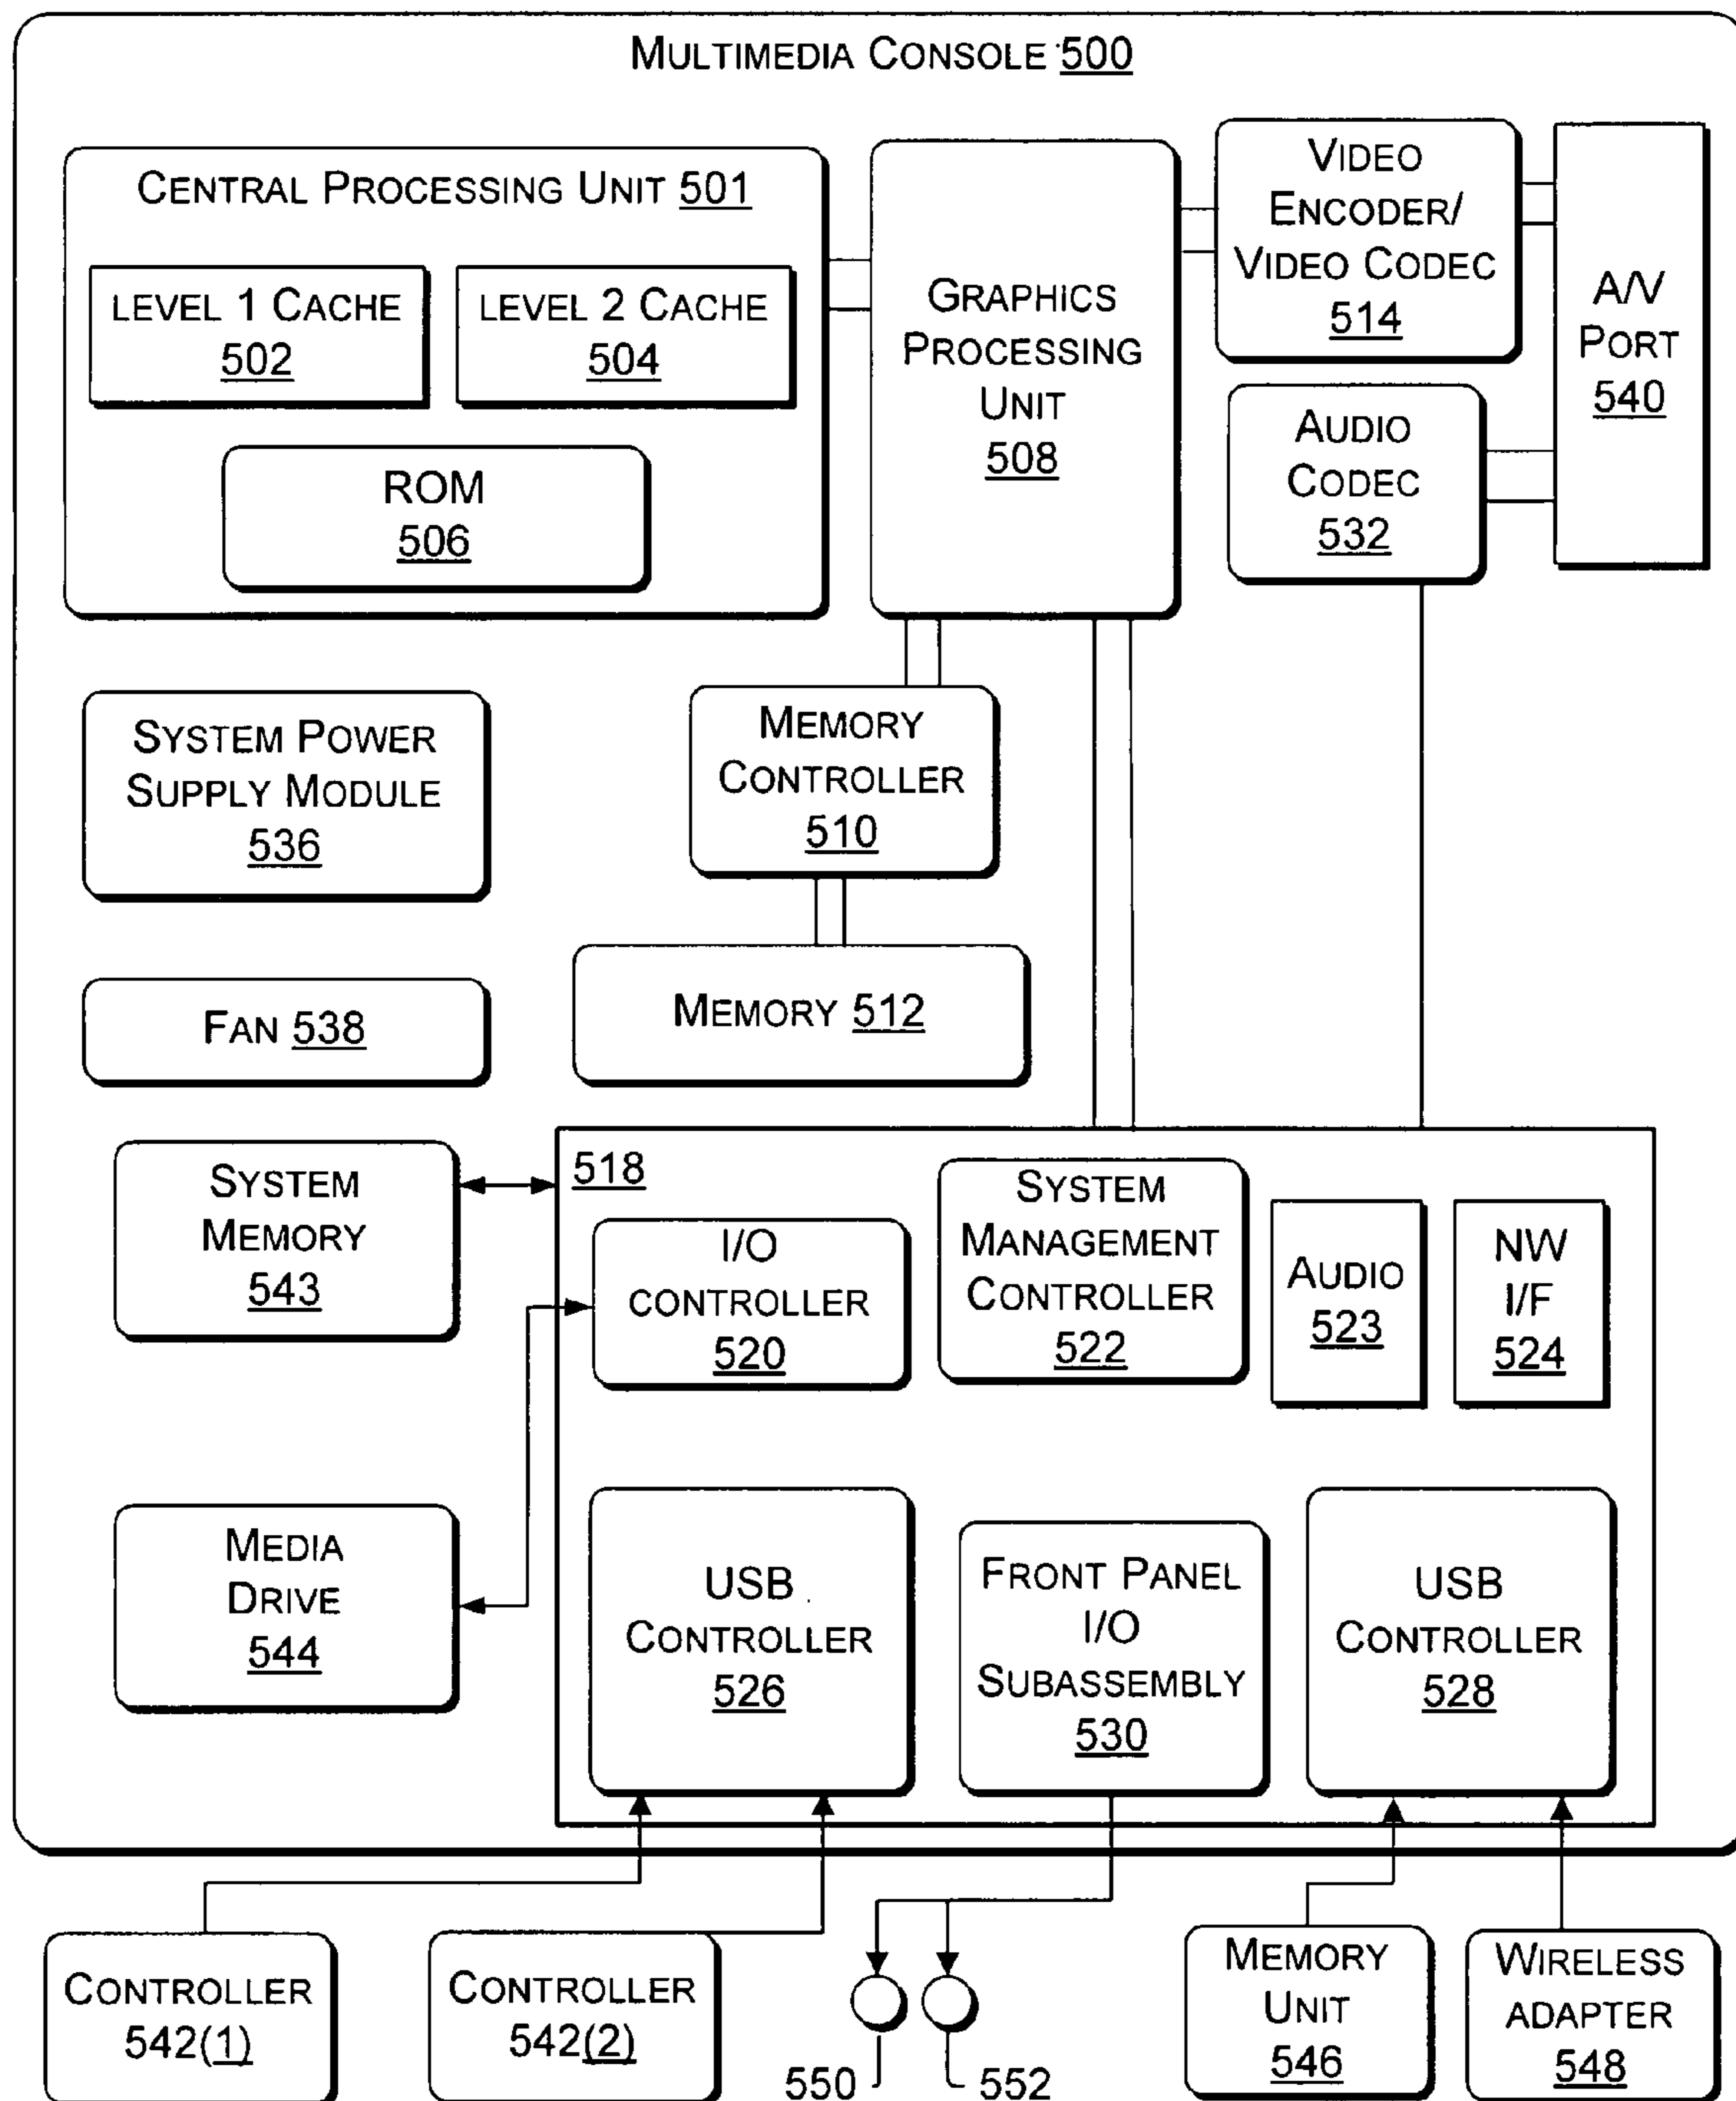 MULTIMEDIA CONSOLE 500
CENTRAL PROCESSING UNIT 501
LEVEL 1 CACHE
502
LEVEL 2 CACHE
504
ROM
506
GRAPHICS
PROCESSING
UNIT
508
VIDEO
ENCODER/
VIDEO CODEC
514
A/V
PORT
540
AUDIO
CODEC
532
SYSTEM POWER
SUPPLY MODULE
536
MEMORY
CONTROLLER
510
FAN 538
MEMORY 512
SYSTEM
MEMORY
543
518
I/O
CONTROLLER
520
SYSTEM
MANAGEMENT
CONTROLLER
522
AUDIO
523
NW
I/F
524
MEDIA
DRIVE
544
USB
CONTROLLER
526
FRONT PANEL
I/O
SUBASSEMBLY
530
USB
CONTROLLER
528
CONTROLLER
542(1)
CONTROLLER
542(2)
550
552
MEMORY
UNIT
546
WIRELESS
ADAPTER
548